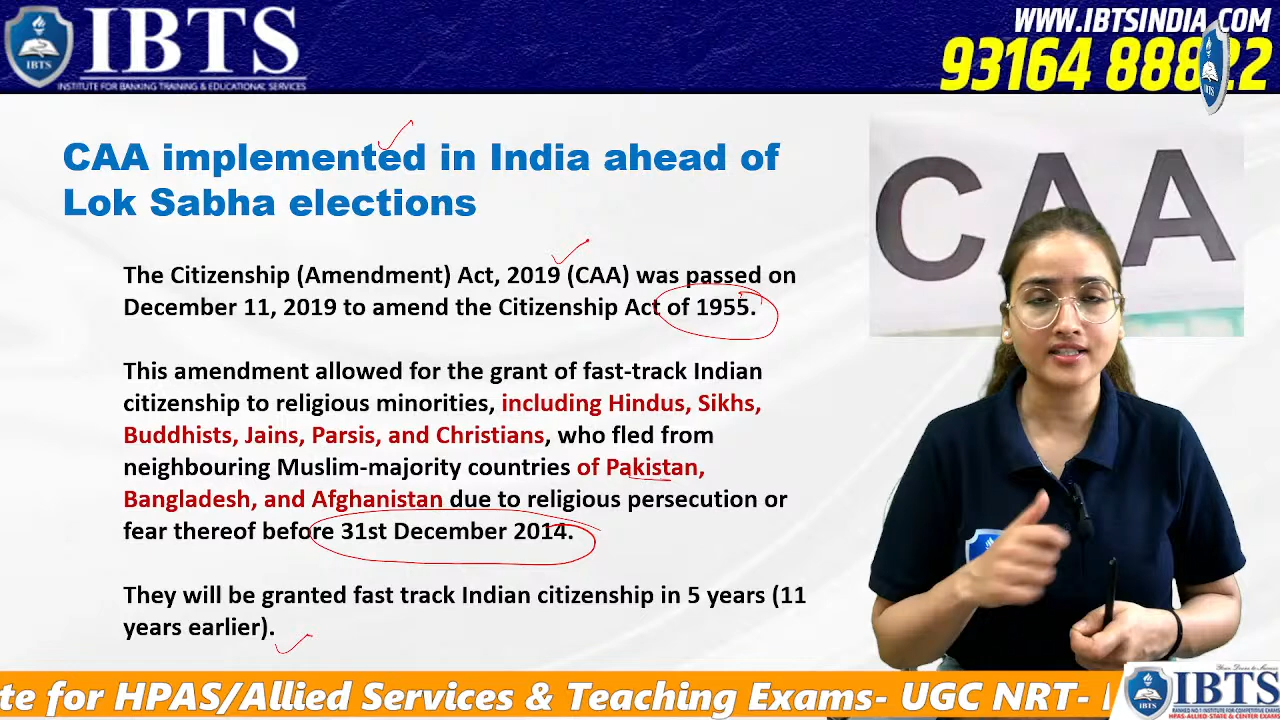 IBTS
IBTS
INSTITUTE FOR BANKING TRAINING & EDUCATIONAL SERVICES
WWW.IBTSINDIA.COM
93164 88822
IBTS
CAA implemented in India ahead of
Lok Sabha elections
CAA
The Citizenship (Amendment) Act, 2019 (CAA) was passed on
December 11, 2019 to amend the Citizenship Act of 1955.
This amendment allowed for the grant of fast-track Indian
citizenship to religious minorities, including Hindus, Sikhs,
Buddhists, Jains, Parsis, and Christians, who fled from
neighbouring Muslim-majority countries of Pakistan,
Bangladesh, and Afghanistan due to religious persecution or
fear thereof before 31st December 2014.
They will be granted fast track Indian citizenship in 5 years (11
years earlier).
te for HPAS/Allied Services & Teaching Exams- UGC NRT-
IBTS
IBTS